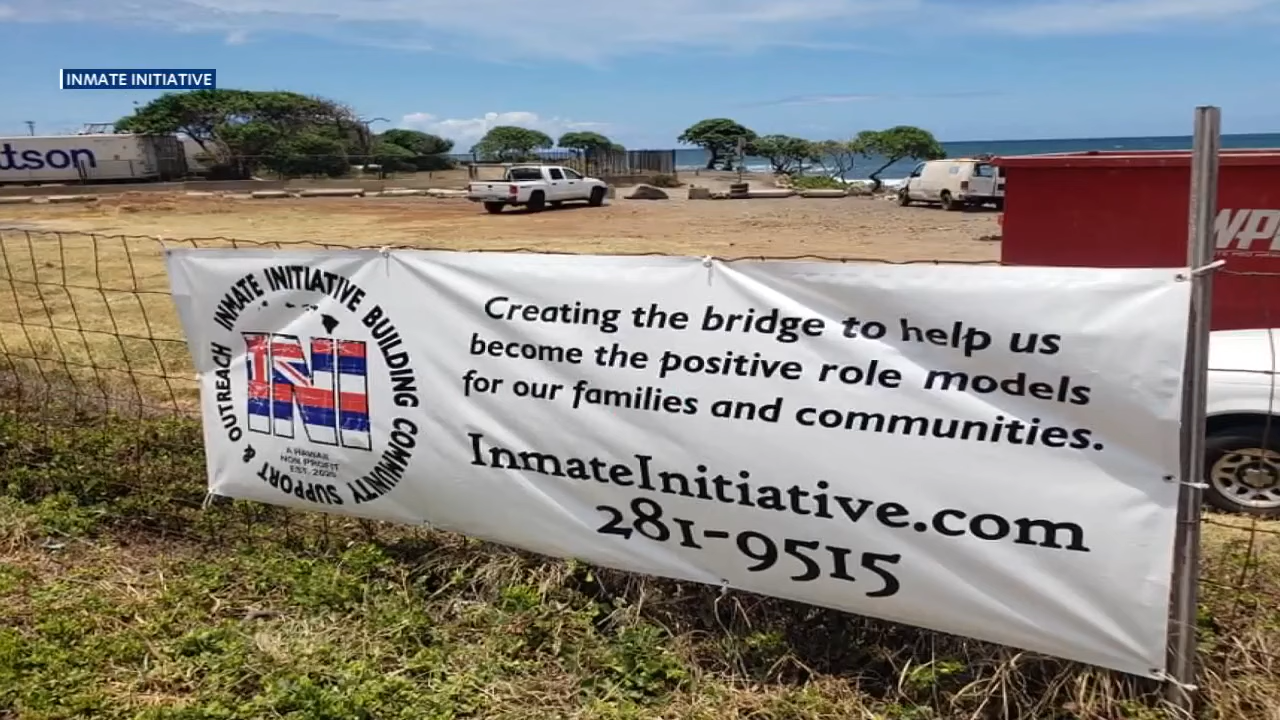 INMATE INITIATIVE
tson
WP
INMATE INITIATIVE BUILDING COMMUNITY SUPPORT & OUTREACH
INI
A HAWAII
NON PROFIT
EST. 2020
Creating the bridge to help us
become the positive role models
for our families and communities.
InmateInitiative.com
281-9515